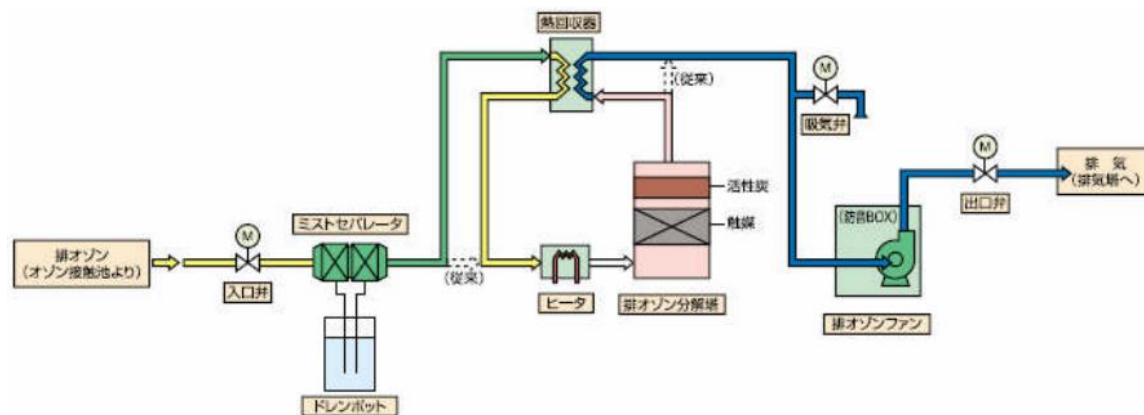 熱回収器
(従来)
M
吸気弁
M
排 気
(排気塔へ)
出口弁
活性炭
触媒
(防音BOX)
ミストセパレータ
M
排オゾン
(オゾン接触池より)
入口弁
(従来)
ヒータ
排オゾン分解塔
排オゾンファン
ドレンポット